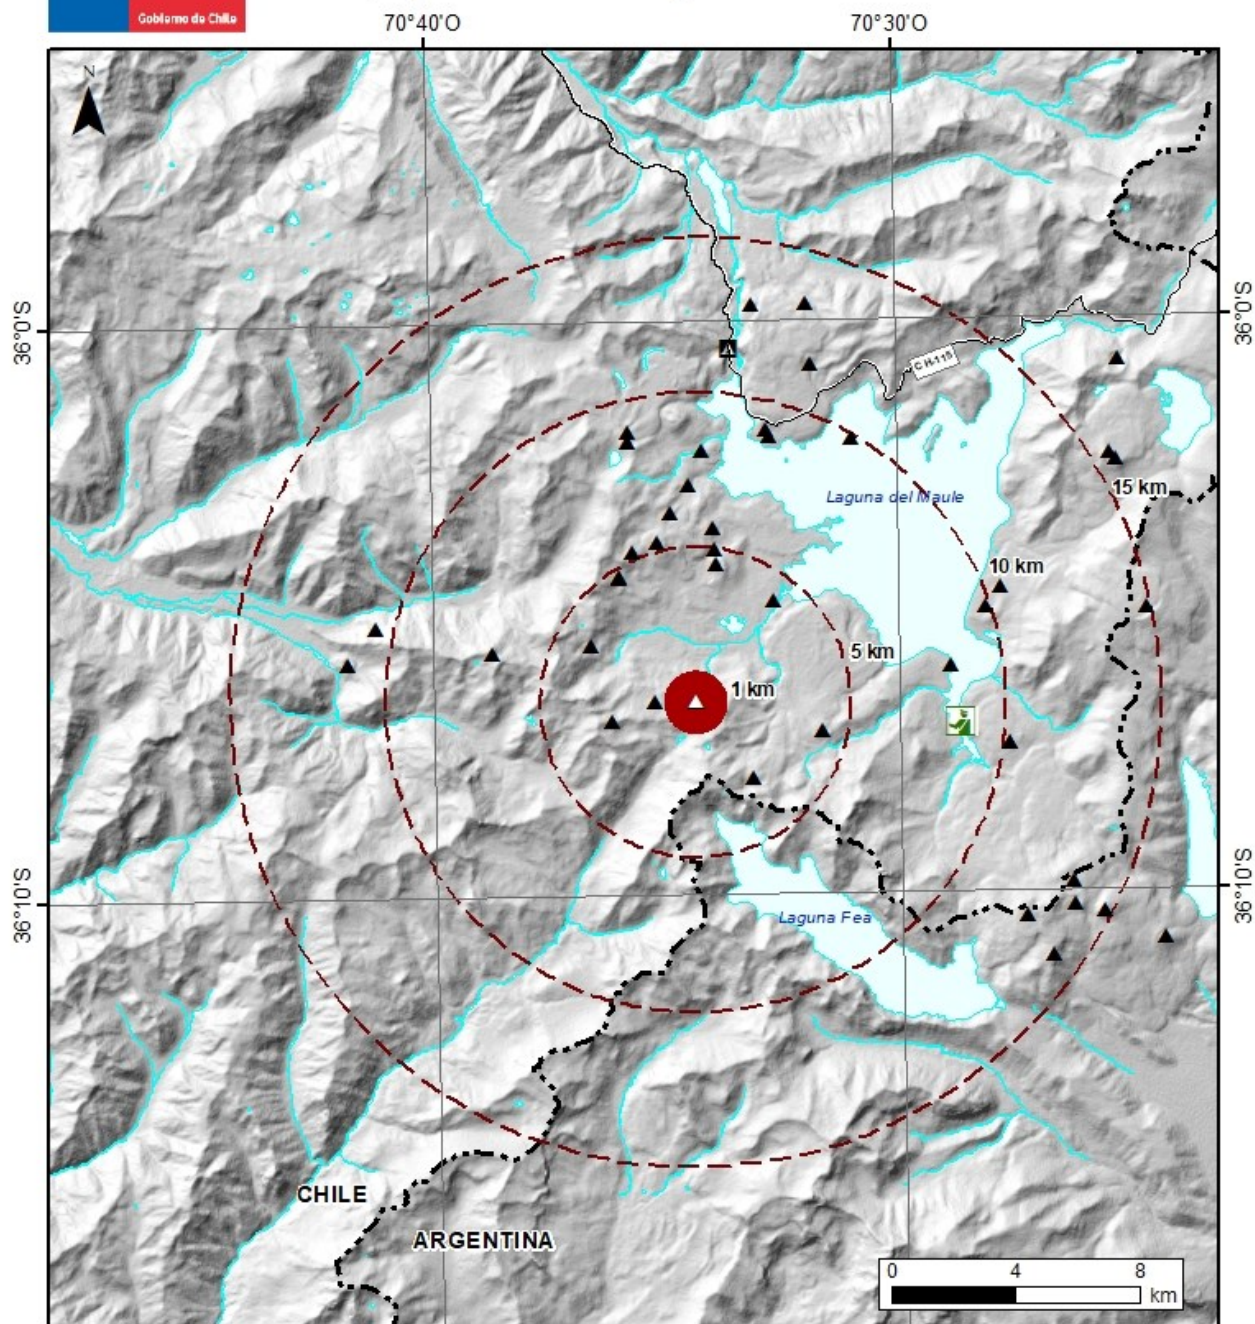 Gobierno de Chile
70°40'O
70°30'O
N
36°0'S
36°0'S
CH-115
Laguna del Maule
15 km
10 km
5 km
1 km
36°10'S
36°10'S
Laguna Fea
CHILE
ARGENTINA
0 4 8
km